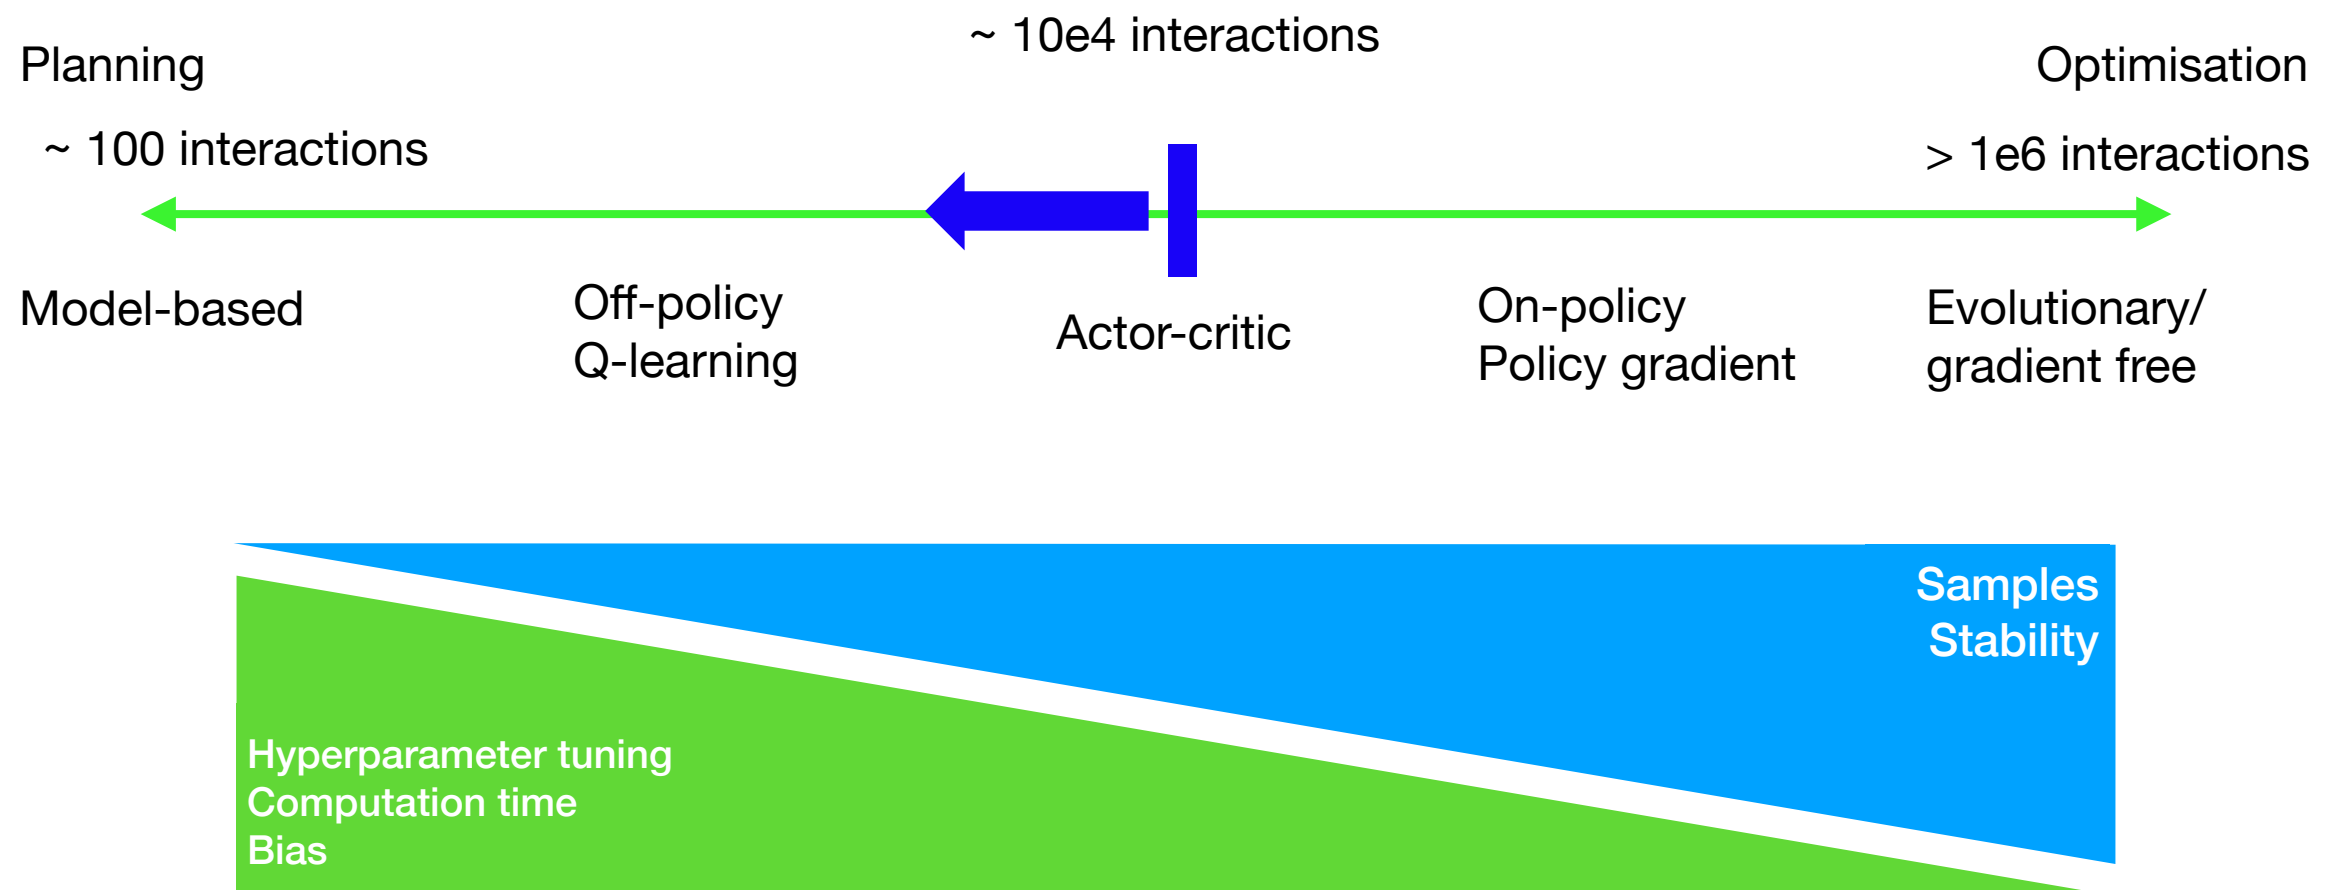 ~ 10e4 interactions
Planning
Optimisation
~ 100 interactions
> 1e6 interactions
Model-based
Off-policy
Q-learning
Actor-critic
On-policy
Policy gradient
Evolutionary/
gradient free
Samples
Stability
Hyperparameter tuning
Computation time
Bias